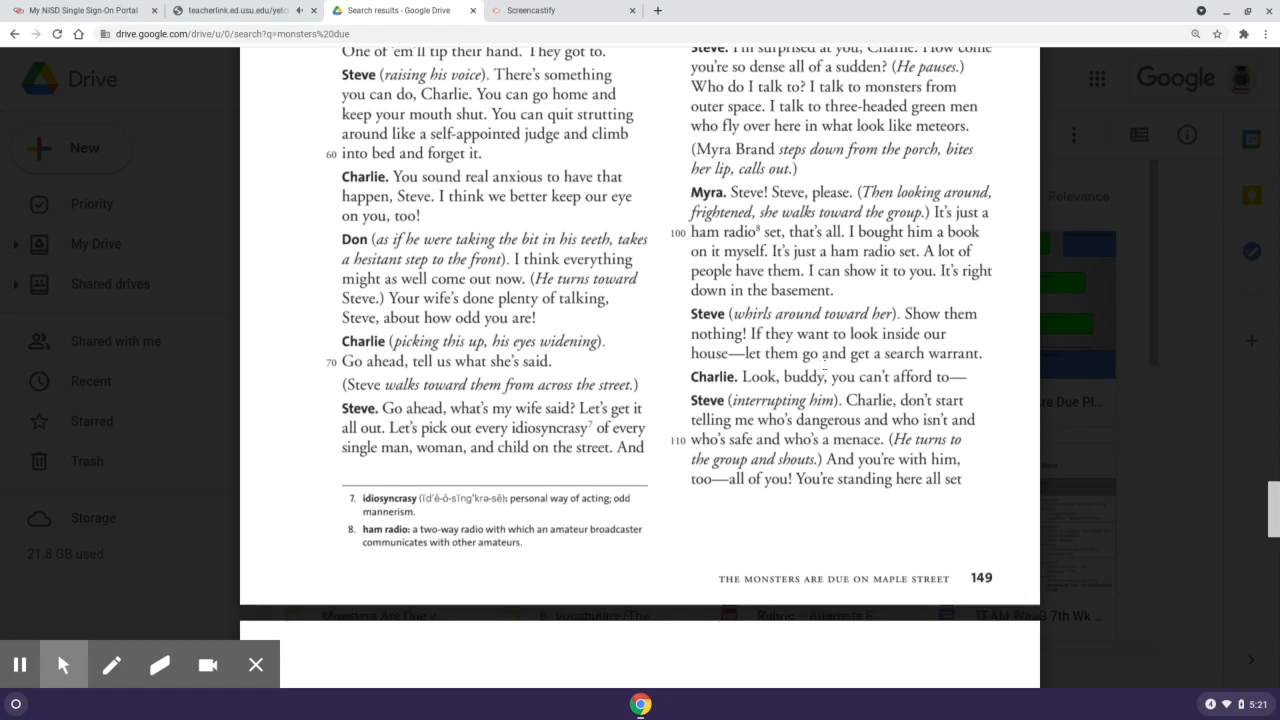 My NISD Single Sign-On Portal
teacherlink.ed.usu.edu/yetc
Search results - Google Drive
Screencastify
drive.google.com/drive/u/0/search?q=monsters%20due
Drive
Google
New
Priority
My Drive
Shared drives
Shared with me
Recent
Starred
Trash
Storage
21.8 GB used
One of 'em'll tip their hand. They got to.
Steve (raising his voice). There's something
you can do, Charlie. You can go home and
keep your mouth shut. You can quit strutting
around like a self-appointed judge and climb
60 into bed and forget it.
Charlie. You sound real anxious to have that
happen, Steve. I think we better keep our eye
on you, too!
Don (as if he were taking the bit in his teeth, takes
a hesitant step to the front). I think everything
might as well come out now. (He turns toward
Steve.) Your wife's done plenty of talking,
Steve, about how odd you are!
Charlie (picking this up, his eyes widening).
70 Go ahead, tell us what she's said.
(Steve walks toward them from across the street.)
Steve. Go ahead, what's my wife said? Let's get it
all out. Let's pick out every idiosyncrasy7 of every
single man, woman, and child on the street. And
7. idiosyncrasy (ĭd′ē-ō-sĭng′krə-sē): personal way of acting; odd
mannerism.
8. ham radio: a two-way radio with which an amateur broadcaster
communicates with other amateurs.
Steve. I'm surprised at you, Charlie. How come
you're so dense all of a sudden? (He pauses.)
Who do I talk to? I talk to monsters from
outer space. I talk to three-headed green men
who fly over here in what look like meteors.
(Myra Brand steps down from the porch, bites
her lip, calls out.)
Myra. Steve! Steve, please. (Then looking around,
frightened, she walks toward the group.) It's just a
100 ham radio8 set, that's all. I bought him a book
on it myself. It's just a ham radio set. A lot of
people have them. I can show it to you. It's right
down in the basement.
Steve (whirls around toward her). Show them
nothing! If they want to look inside our
house—let them go and get a search warrant.
Charlie. Look, buddy, you can't afford to—
Steve (interrupting him). Charlie, don't start
telling me who's dangerous and who isn't and
110 who's safe and who's a menace. (He turns to
the group and shouts.) And you're with him,
too—all of you! You're standing here all set
THE MONSTERS ARE DUE ON MAPLE STREET 149
Relevance
Are Due Pl...
7th Wk ...
4
5:21